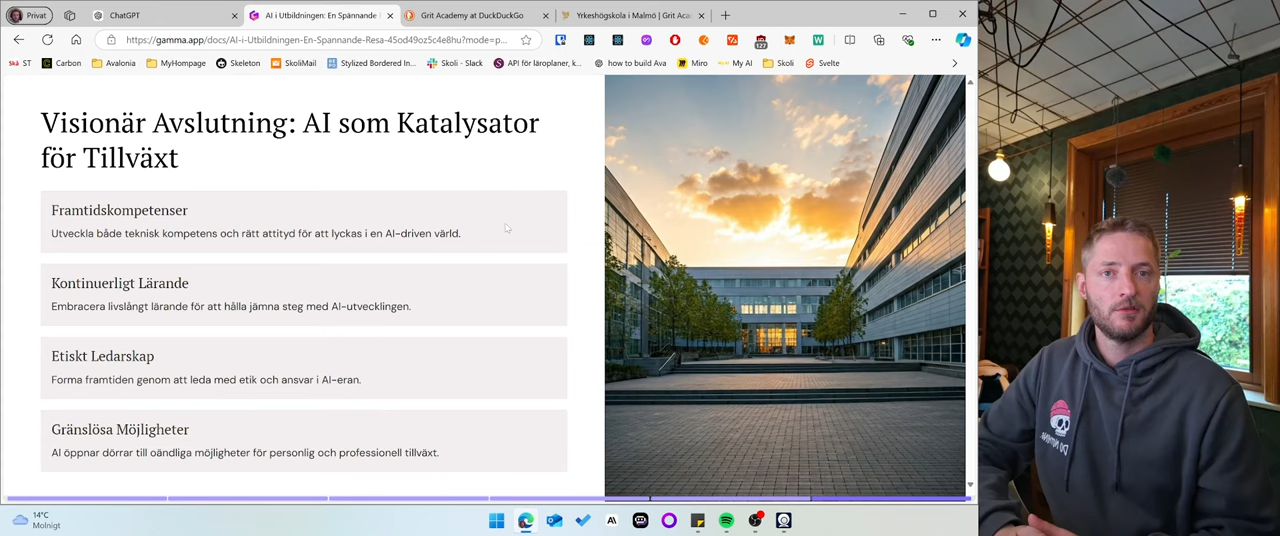 Privat
ChatGPT
AI i Utbildningen: En Spännande
Grit Academy at DuckDuckGo
Yrkeshögskola i Malmö | Grit Aca
https://gamma.app/docs/AI-i-Utbildningen-En-Spannande-Resa-45od49oz5c4e8hu?mode=p...
127
ST
Carbon
Avalonia
MyHompage
Skeleton
SkoliMail
Stylized Bordered In...
Skoli - Slack
API för läroplaner, k...
how to build Ava
Miro
My AI
Skoli
Svelte
Visionär Avslutning: AI som Katalysator
för Tillväxt
Framtidskompetenser
Utveckla både teknisk kompetens och rätt attityd för att lyckas i en AI-driven värld.
Kontinuerligt Lärande
Embracera livslångt lärande för att hålla jämna steg med AI-utvecklingen.
Etiskt Ledarskap
Forma framtiden genom att leda med etik och ansvar i AI-eran.
Gränslösa Möjligheter
AI öppnar dörrar till oändliga möjligheter för personlig och professionell tillväxt.
14°C
Molnigt